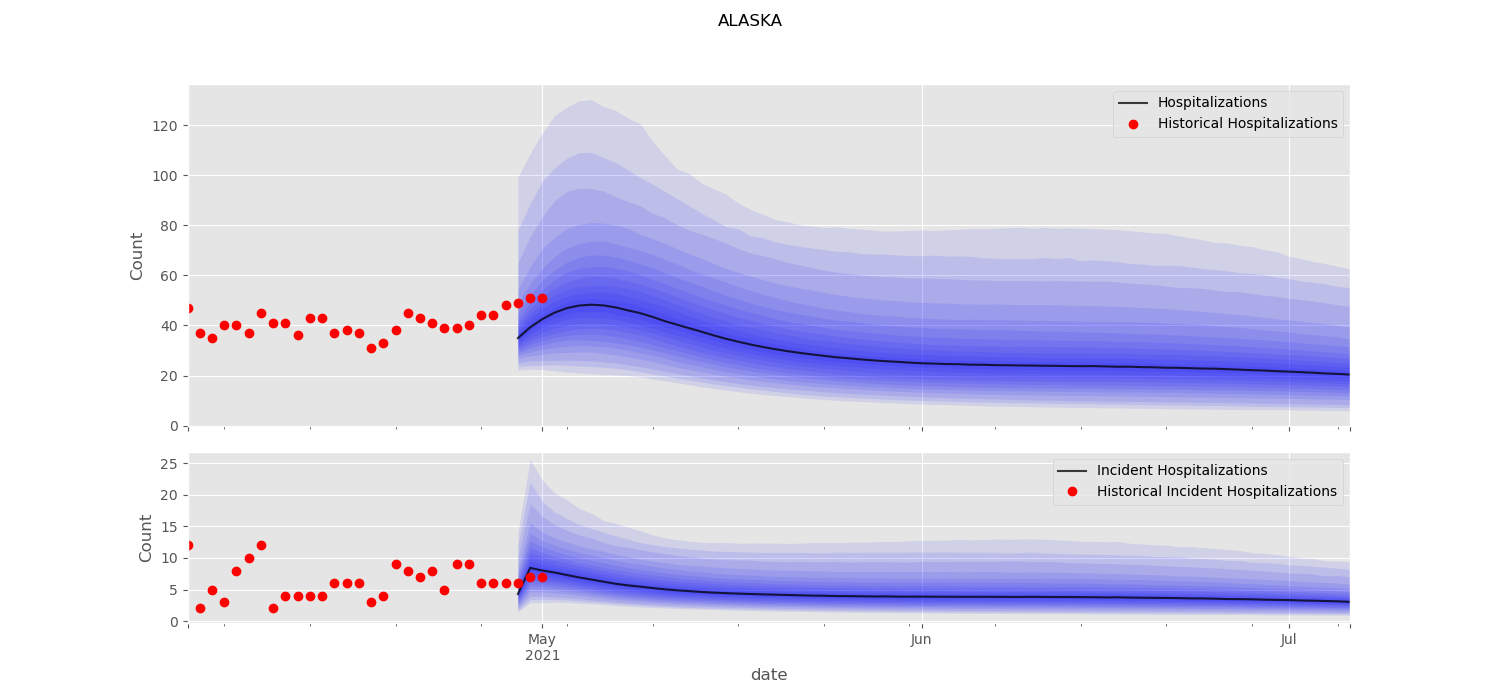 ALASKA
Hospitalizations
Historical Hospitalizations
120
100
80
60
40
20
0
Count
Incident Hospitalizations
Historical Incident Hospitalizations
25
20
15
10
5
0
Count
May
2021
Jun
Jul
date